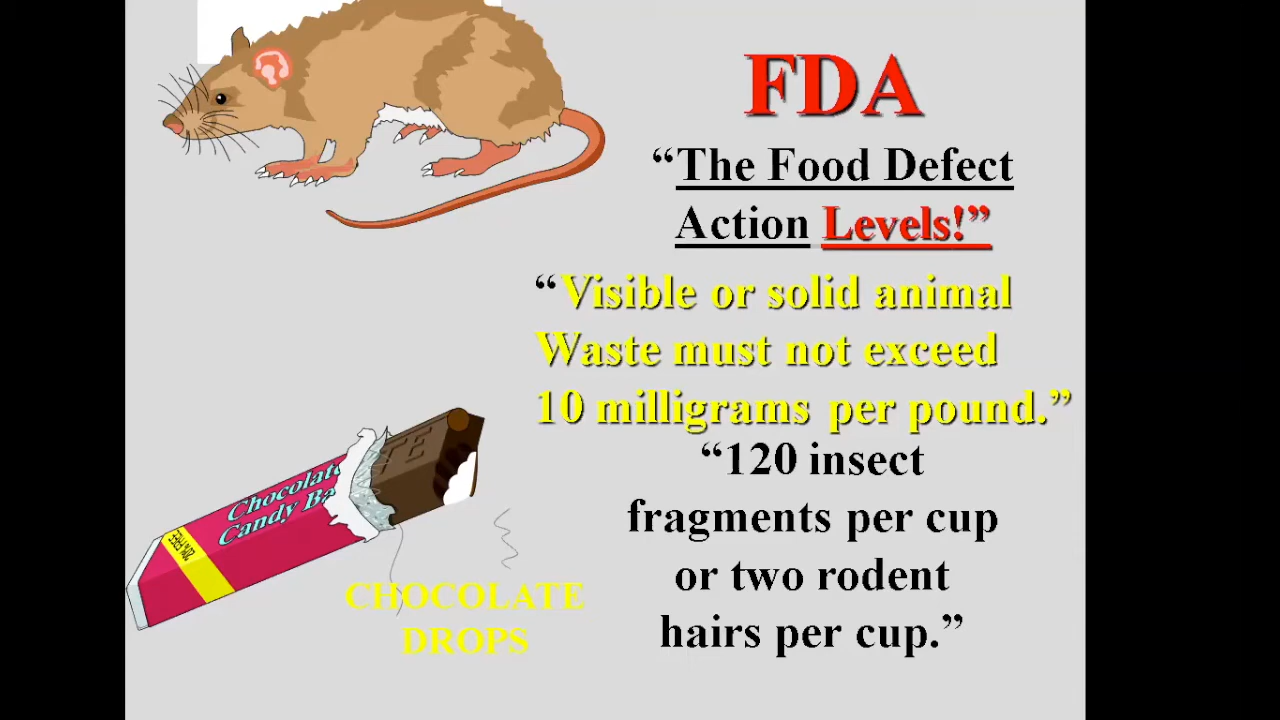 FDA
“The Food Defect
Action Levels!”
“Visible or solid animal
Waste must not exceed
10 milligrams per pound.”
“120 insect
fragments per cup
or two rodent
hairs per cup.”
Chocolate
Candy Ba
CHOCOLATE
DROPS